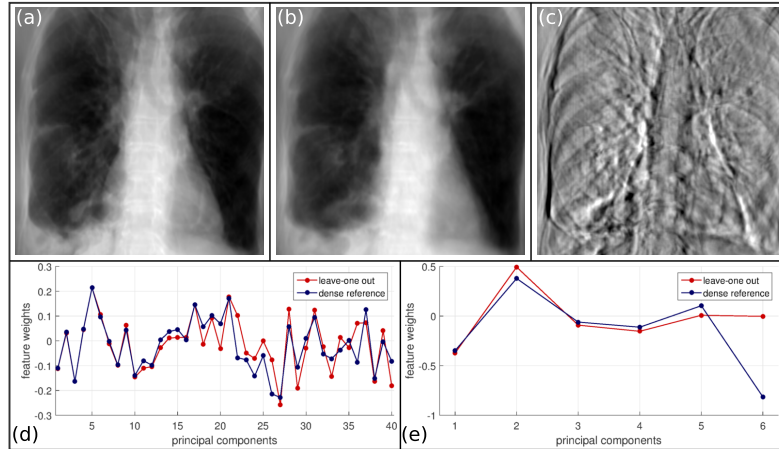 (a)
(b)
(c)
0.3
0.2
0.1
0
-0.1
-0.2
-0.3
feature weights
leave-one out
dense reference
5
10
15
20
25
30
35
40
principal components
(d)
0.5
0
-0.5
-1
feature weights
leave-one out
dense reference
1
2
3
4
5
6
principal components
(e)